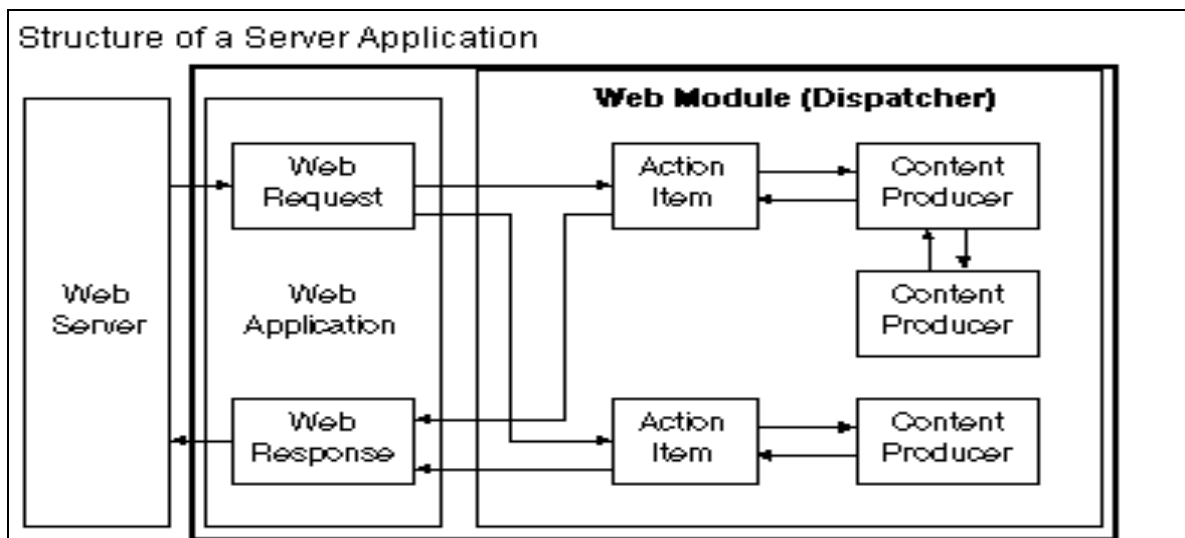 Structure of a Server Application
Web Module (Dispatcher)
Web
Server
Web
Request
Web
Application
Web
Response
Action
Item
Content
Producer
Content
Producer
Action
Item
Content
Producer